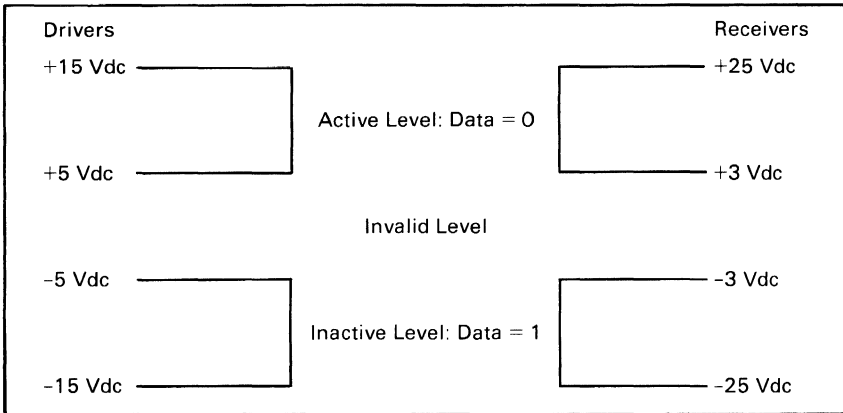 Drivers Receivers
+15 Vdc +25 Vdc
Active Level: Data = 0
+5 Vdc +3 Vdc
Invalid Level
–5 Vdc –3 Vdc
Inactive Level: Data = 1
–15 Vdc –25 Vdc